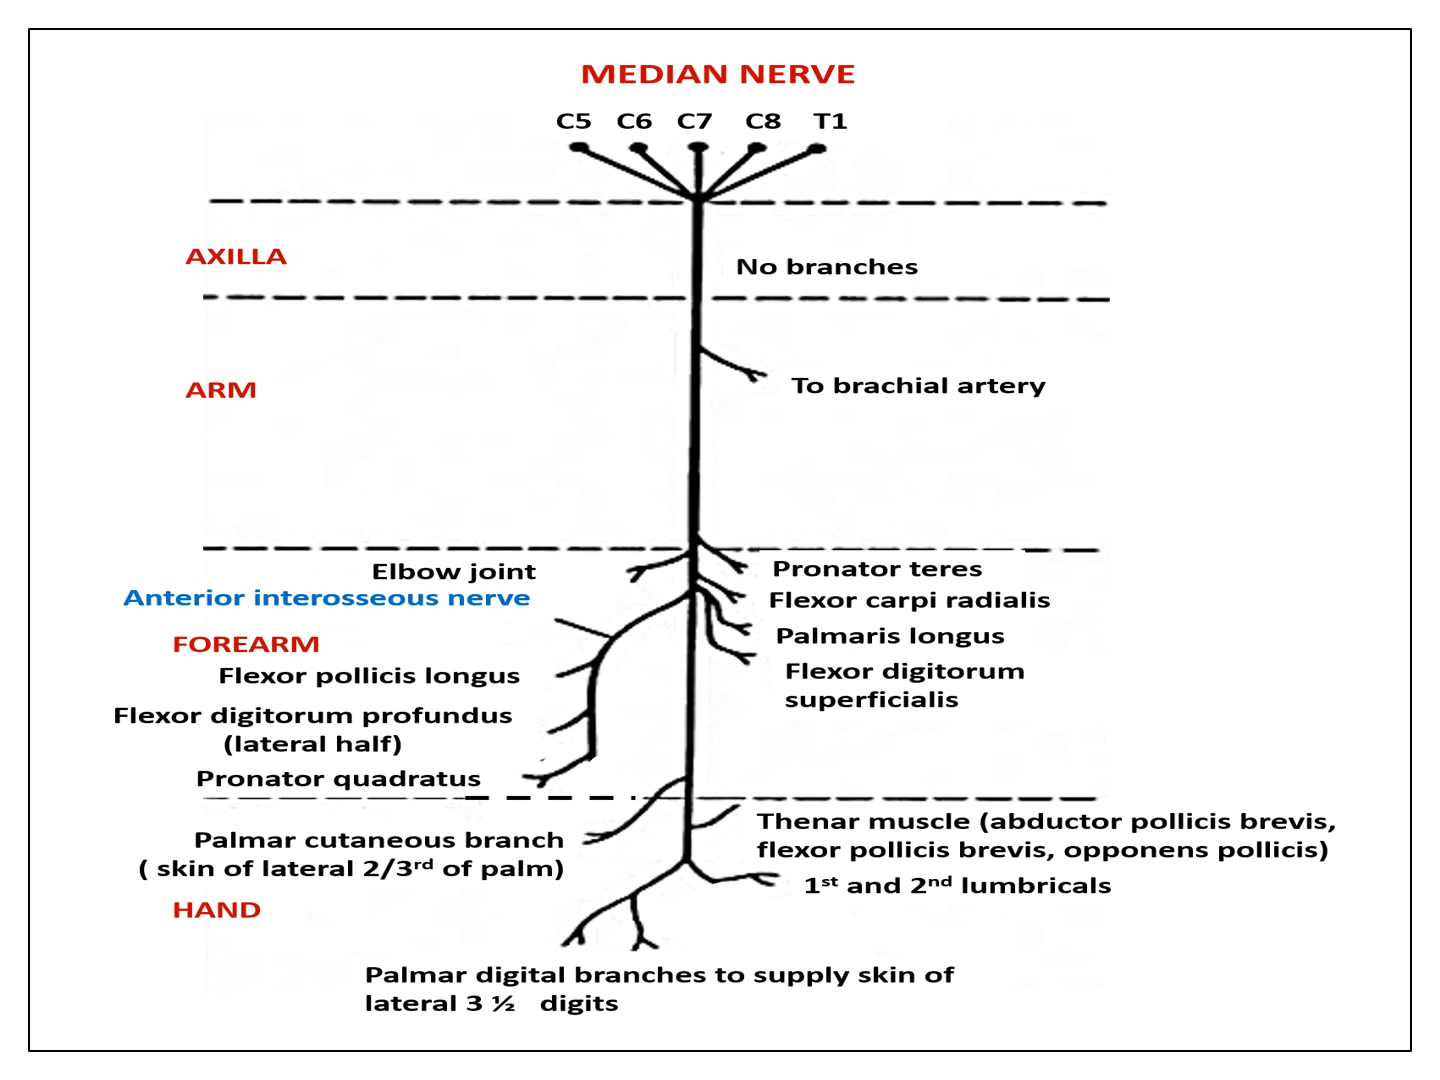 MEDIAN NERVE
C5 C6 C7 C8 T1
AXILLA
No branches
ARM
To brachial artery
Elbow joint
Pronator teres
Anterior interosseous nerve
Flexor carpi radialis
FOREARM
Palmaris longus
Flexor pollicis longus
Flexor digitorum
superficialis
Flexor digitorum profundus
(lateral half)
Pronator quadratus
Thenar muscle (abductor pollicis brevis,
flexor pollicis brevis, opponens pollicis)
Palmar cutaneous branch
( skin of lateral 2/3rd of palm)
1st and 2nd lumbricals
HAND
Palmar digital branches to supply skin of
lateral 3 ½ digits